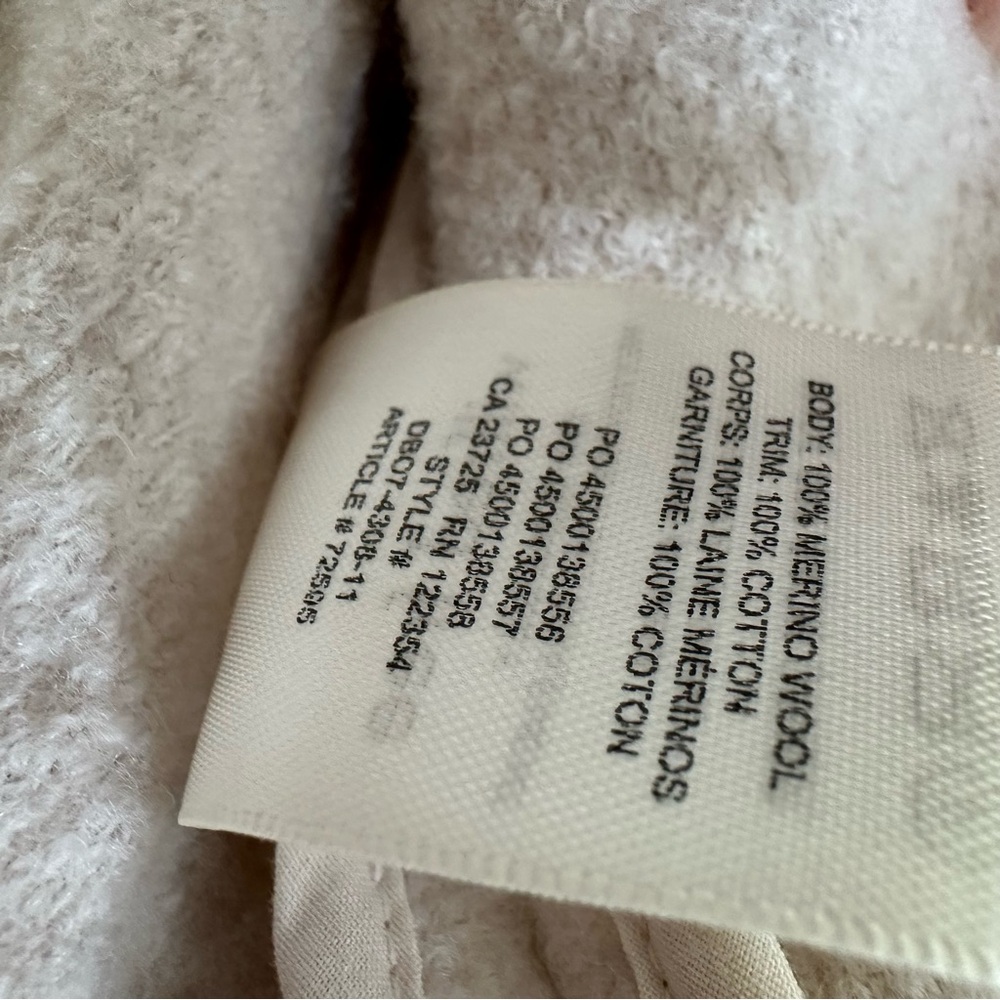 BODY: 100% MERINO WOOL
TRIM: 100% COTTON
CORPS: 100% LAINE MÉRINOS
GARNITURE: 100% COTON
PO 4500138556
PO 4500138557
PO 4500138558
CA 23725 RN 122354
STYLE #
DBOT-4308-11
ARTICLE #